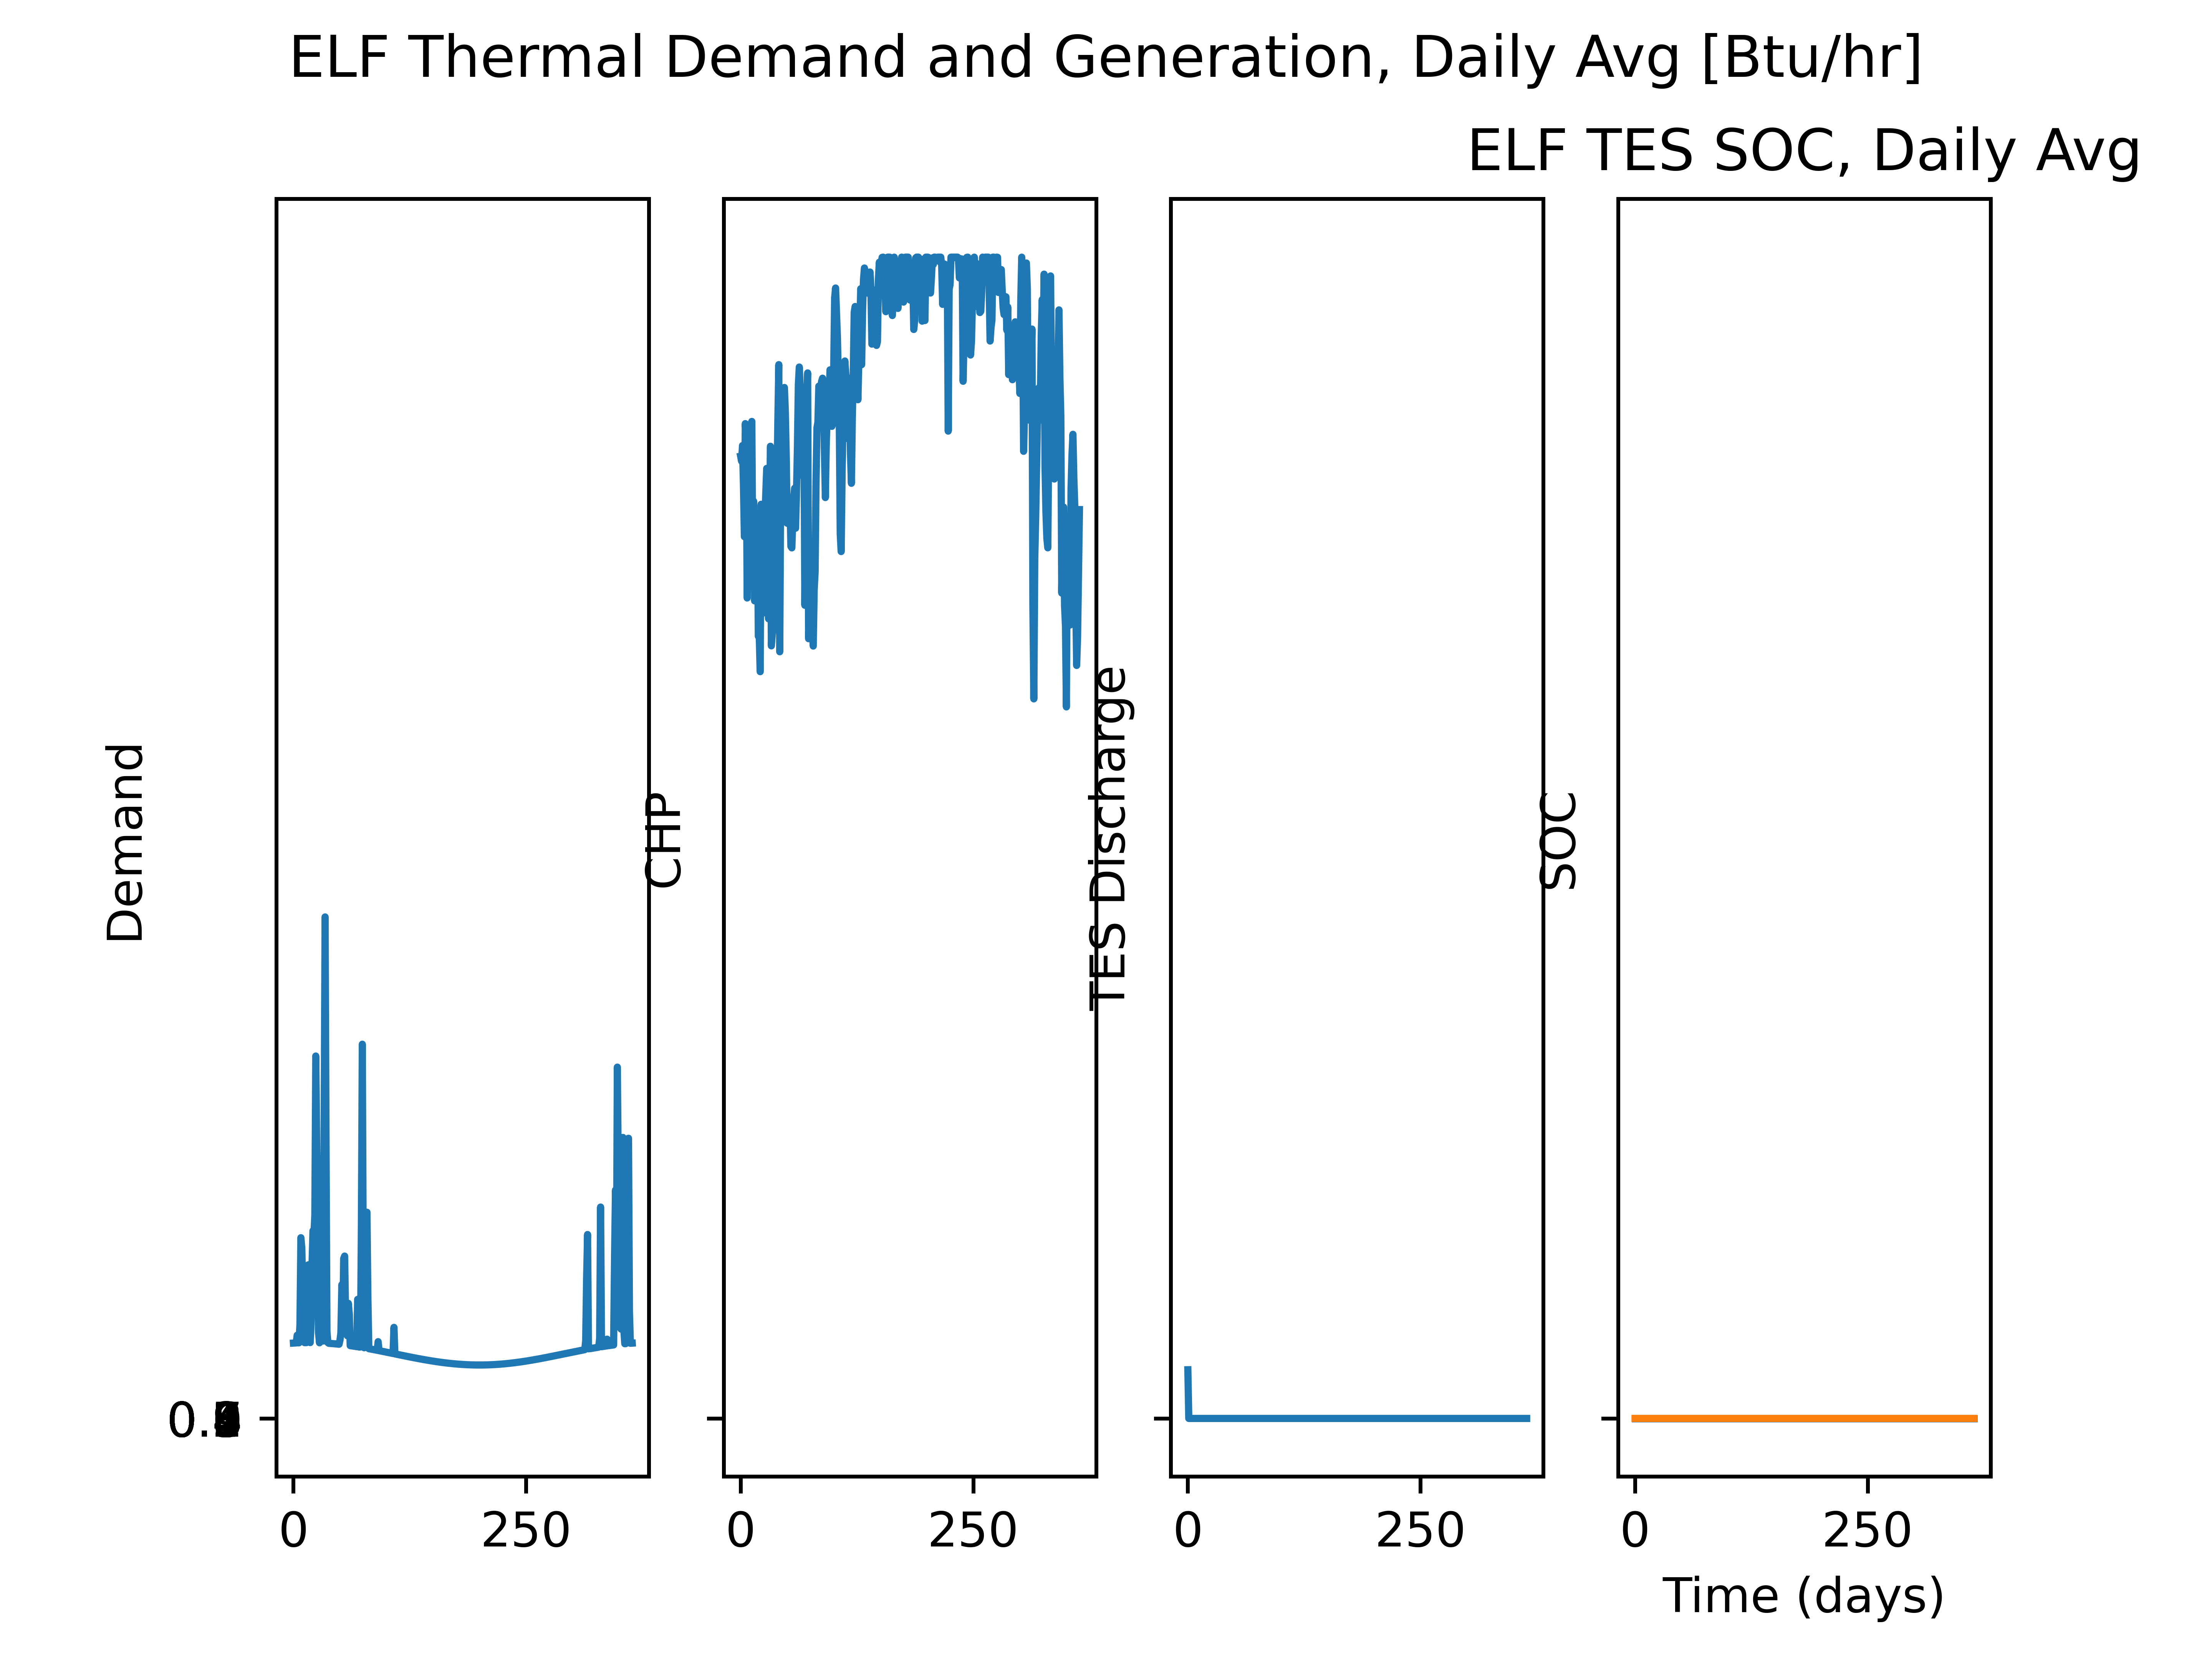 ELF Thermal Demand and Generation, Daily Avg [Btu/hr]
ELF TES SOC, Daily Avg
Demand
CHP
TES Discharge
SOC
0 250
0 250
0 250
0 250
Time (days)